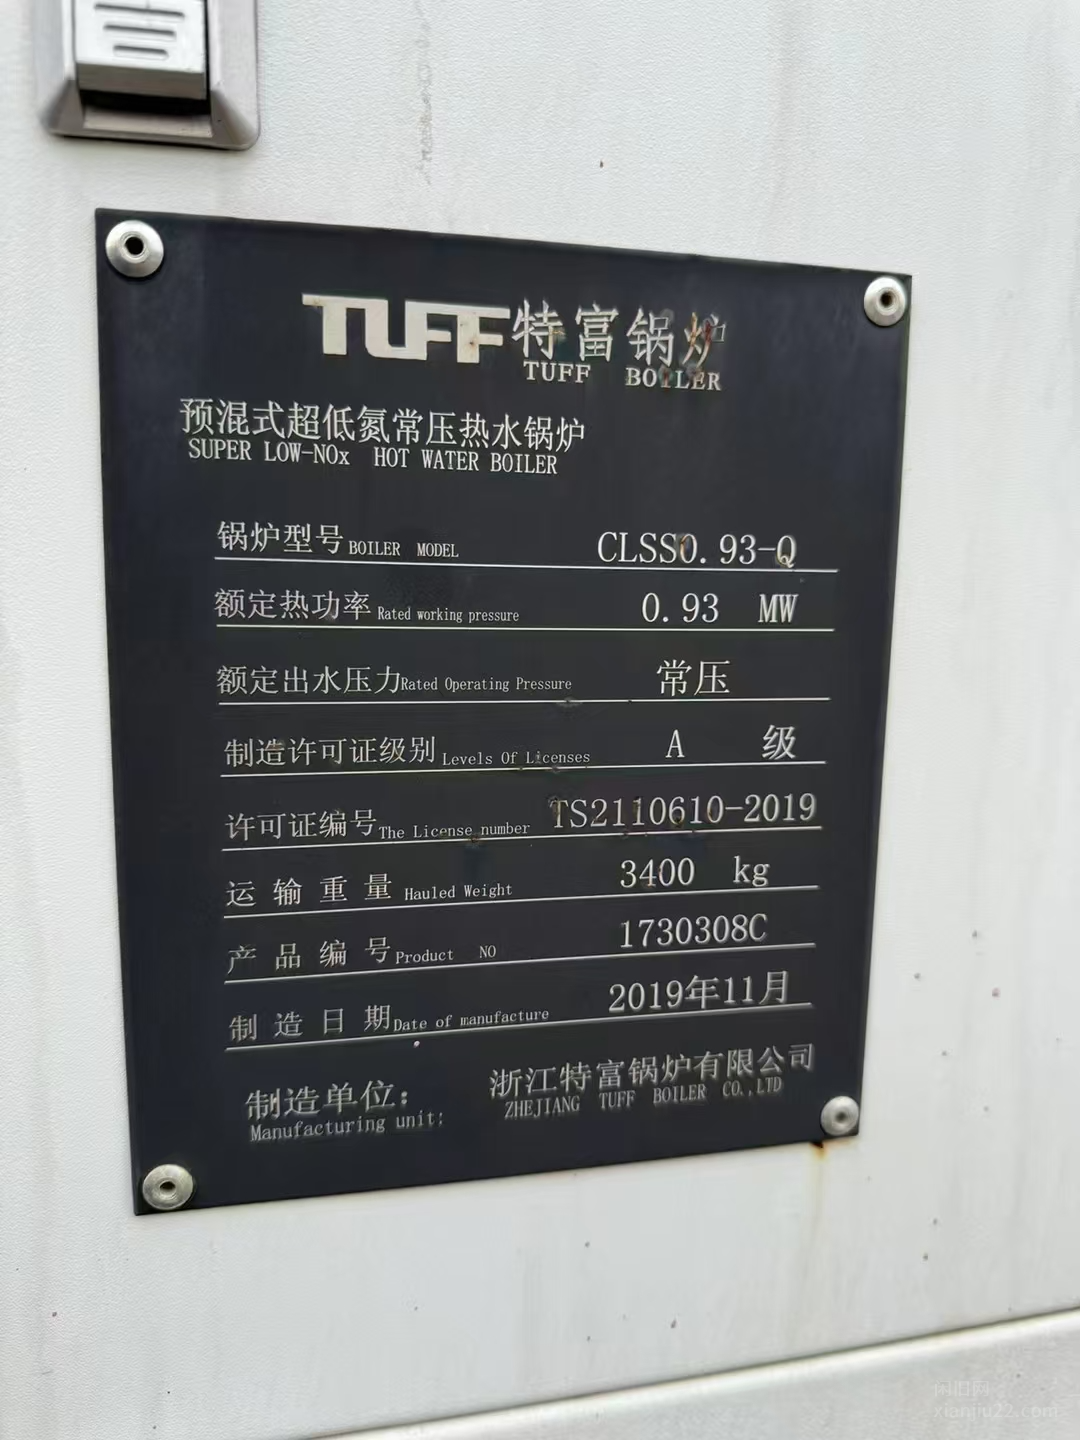 TUFF特富锅炉
TUFF BOILER
预混式超低氮常压热水锅炉
SUPER LOW-NOx HOT WATER BOILER
锅炉型号BOILER MODEL CLSS0.93-Q
额定热功率Rated working pressure 0.93 MW
额定出水压力Rated Operating Pressure 常压
制造许可证级别Levels Of Licenses A 级
许可证编号The License number TS2110610-2019
运输重量Hauled Weight 3400 kg
产品编号Product NO 1730308C
制造日期Date of manufacture 2019年11月
制造单位: 浙江特富锅炉有限公司
Manufacturing unit: ZHEJIANG TUFF BOILER CO.,LTD
闲旧网
xianjiu22.com